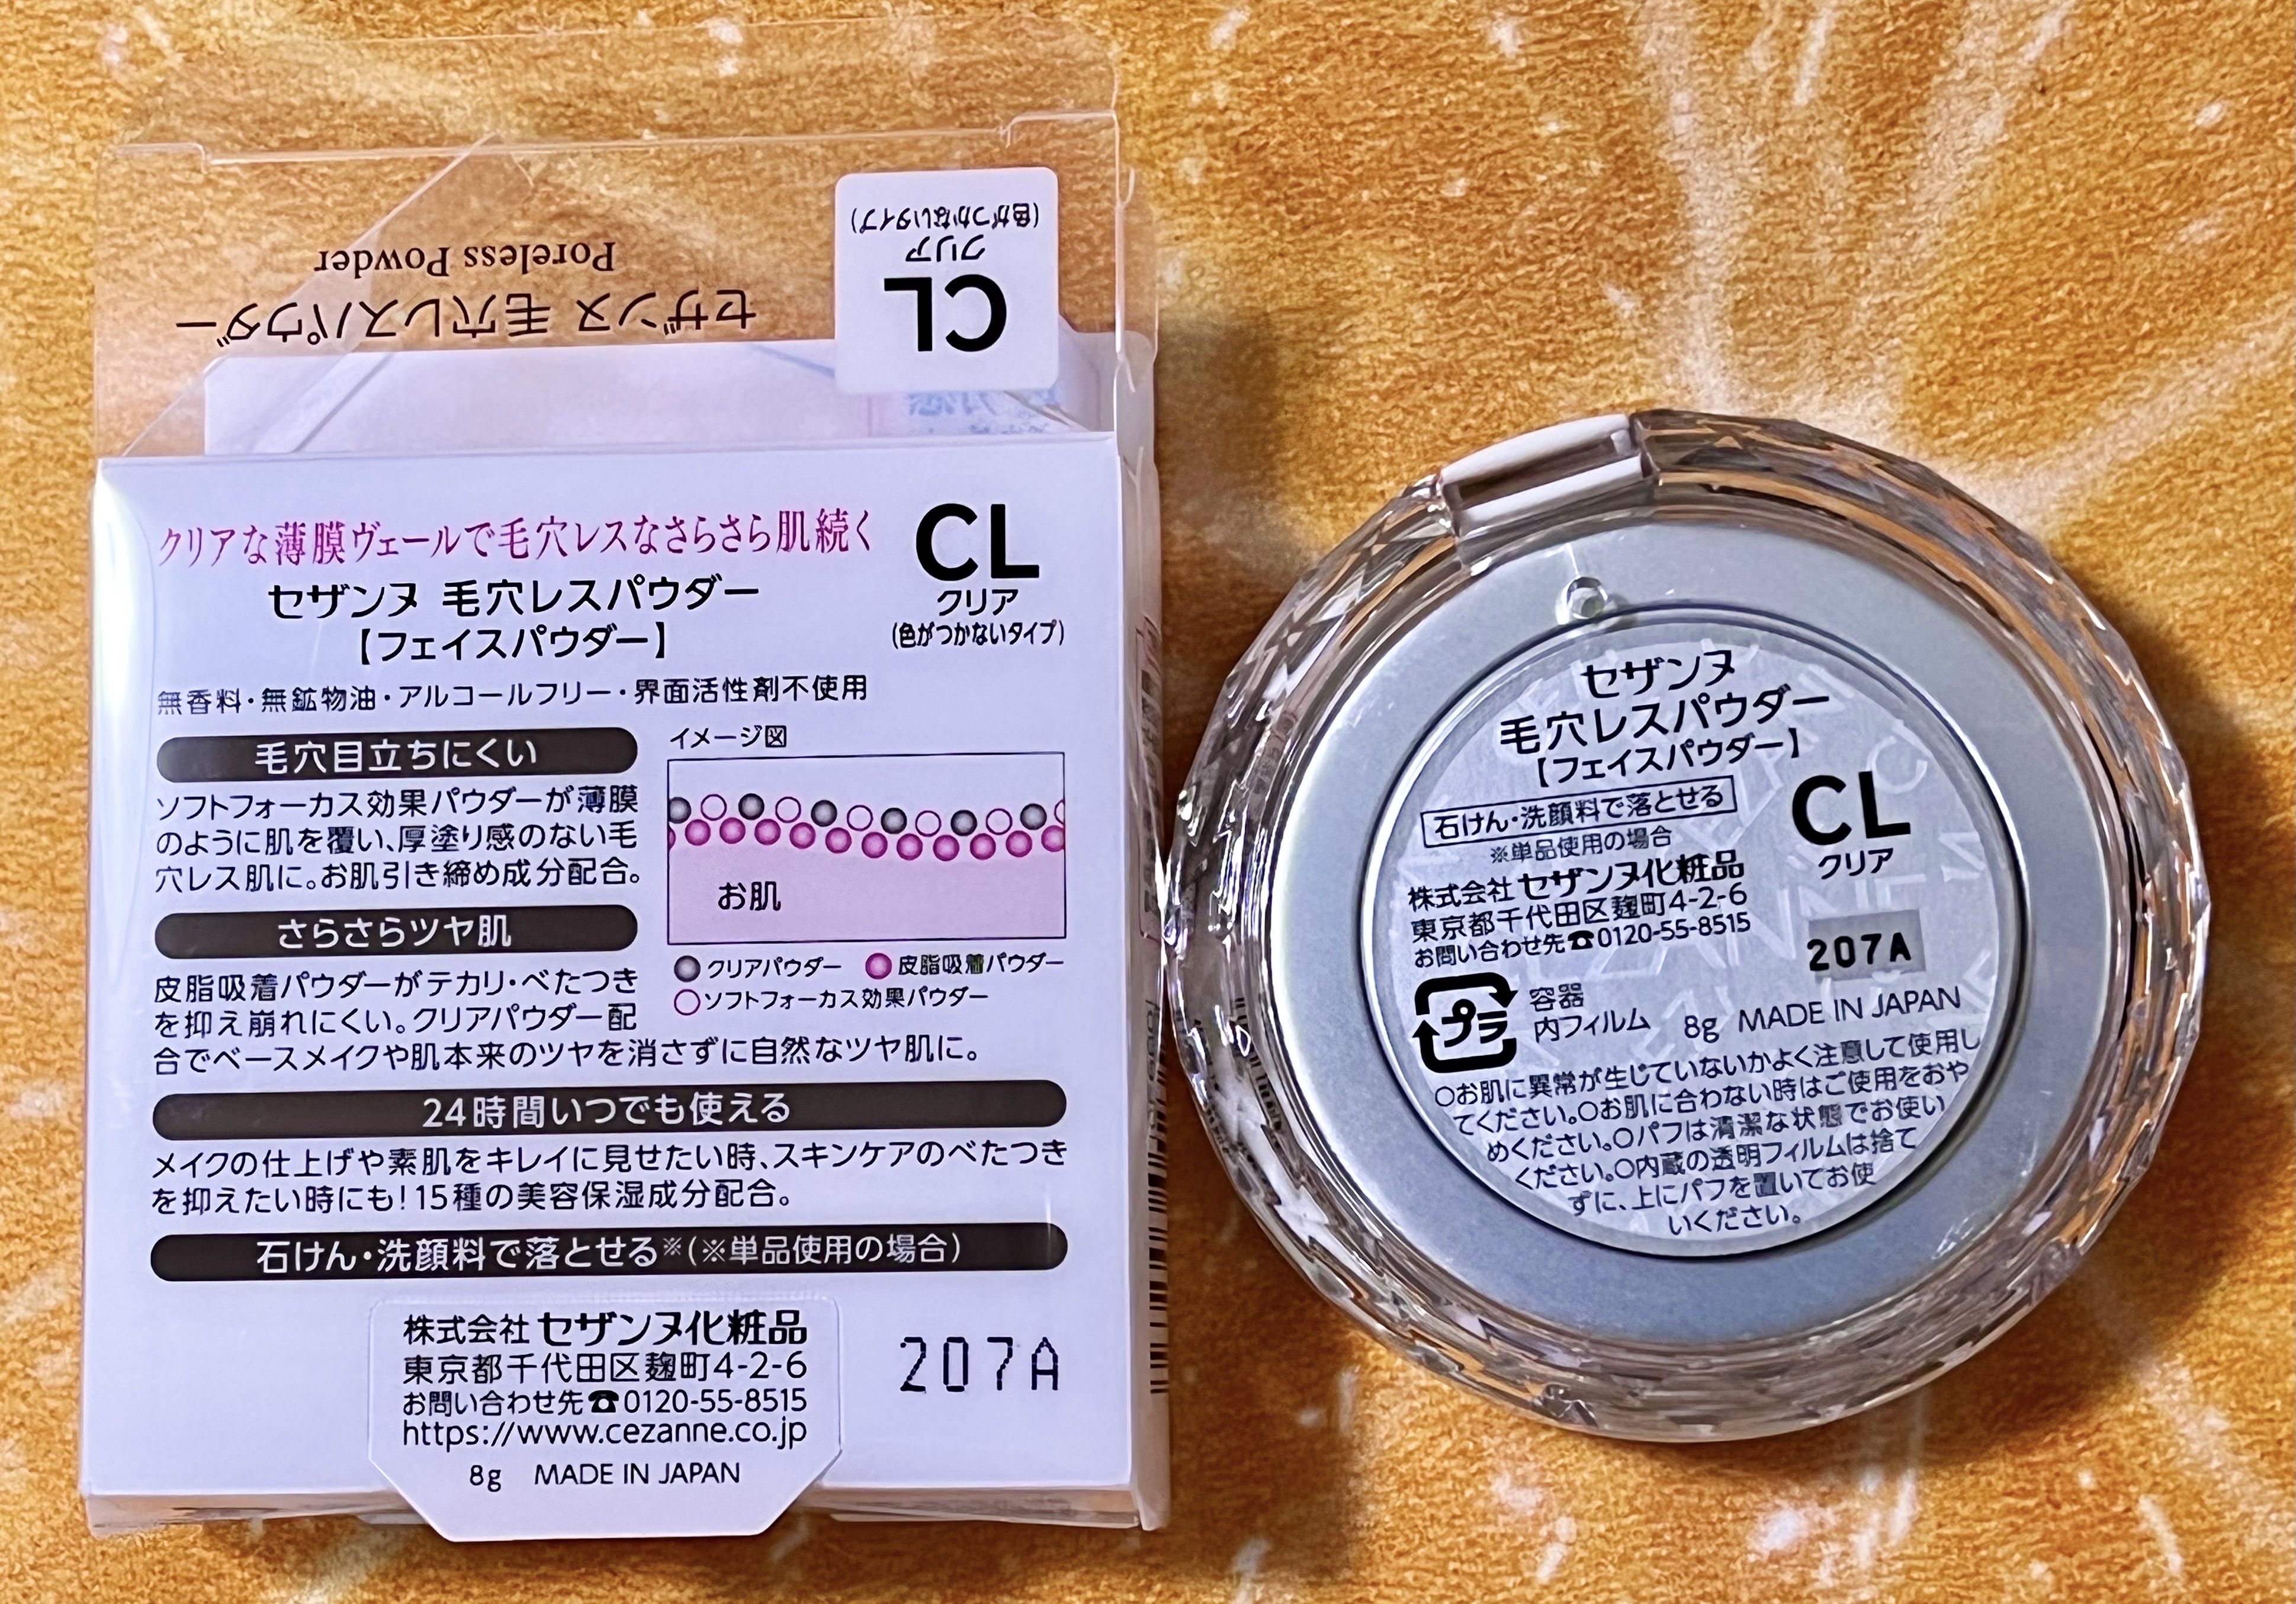 セザンヌ 毛穴レスパウダー
Poreless Powder
CL
クリア
(色がつかないタイプ)
クリアな薄膜ヴェールで毛穴レスなさらさら肌続く
セザンヌ 毛穴レスパウダー
【フェイスパウダー】
CL
クリア
(色がつかないタイプ)
無香料・無鉱物油・アルコールフリー・界面活性剤不使用
毛穴目立ちにくい
ソフトフォーカス効果パウダーが薄膜
のように肌を覆い、厚塗り感のない毛
穴レス肌に。お肌引き締め成分配合。
イメージ図
お肌
クリアパウダー 皮脂吸着パウダー
ソフトフォーカス効果パウダー
さらさらツヤ肌
皮脂吸着パウダーがテカリ・べたつき
を抑え崩れにくい。クリアパウダー配
合でベースメイクや肌本来のツヤを消さずに自然なツヤ肌に。
24時間いつでも使える
メイクの仕上げや素肌をキレイに見せたい時、スキンケアのべたつき
を抑えたい時にも!15種の美容保湿成分配合。
石けん・洗顔料で落とせる※(※単品使用の場合)
株式会社 セザンヌ化粧品
東京都千代田区麹町4-2-6
お問い合わせ先☎0120-55-8515
https://www.cezanne.co.jp
8g MADE IN JAPAN
207A
セザンヌ
毛穴レスパウダー
【フェイスパウダー】
石けん・洗顔料で落とせる
※単品使用の場合
CL
クリア
株式会社 セザンヌ化粧品
東京都千代田区麹町4-2-6
お問い合わせ先☎0120-55-8515
207A
プラ
容器
内フィルム
8g MADE IN JAPAN
○お肌に異常が生じていないかよく注意して使用し
てください。○お肌に合わない時はご使用をおや
めください。○パフは清潔な状態でお使い
ください。○内蔵の透明フィルムは捨て
ずに、上にパフを置いてお使
いください。